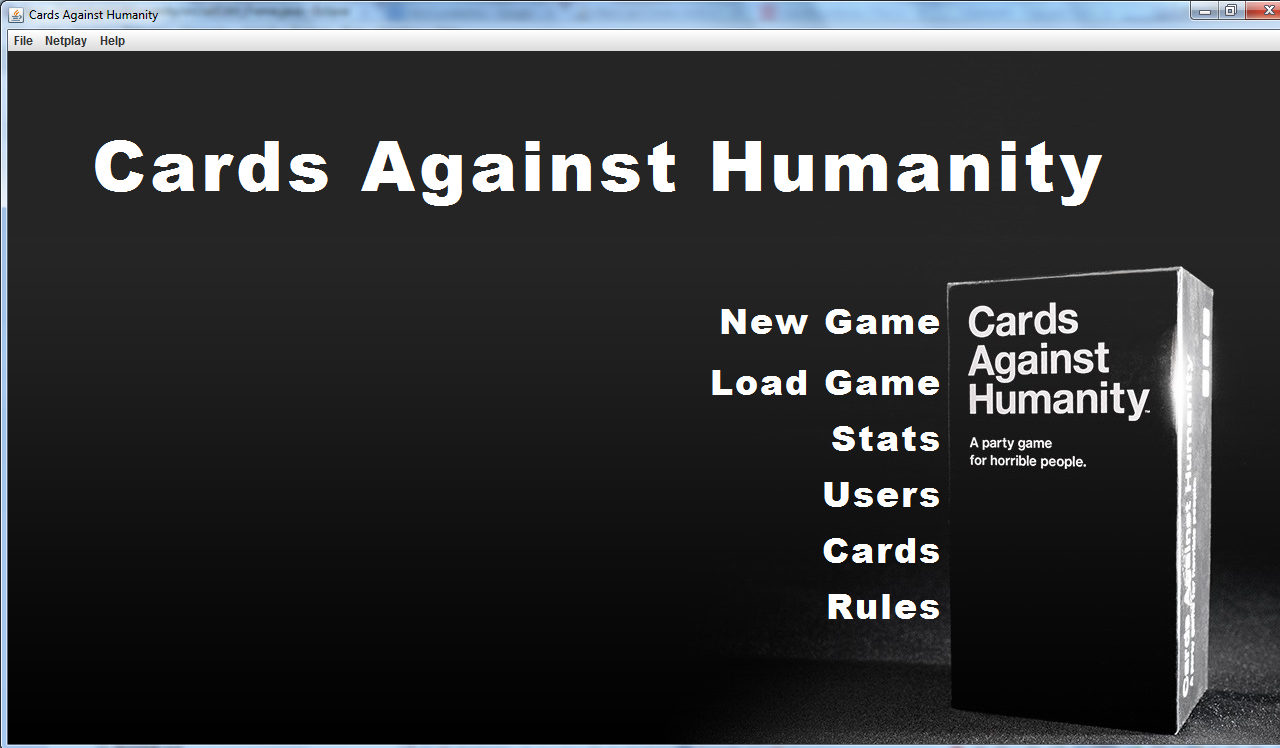 Cards Against Humanity
File Netplay Help
Cards Against Humanity
New Game
Load Game
Stats
Users
Cards
Rules
Cards
Against
Humanity™
A party game
for horrible people.
Cards Against Humanity